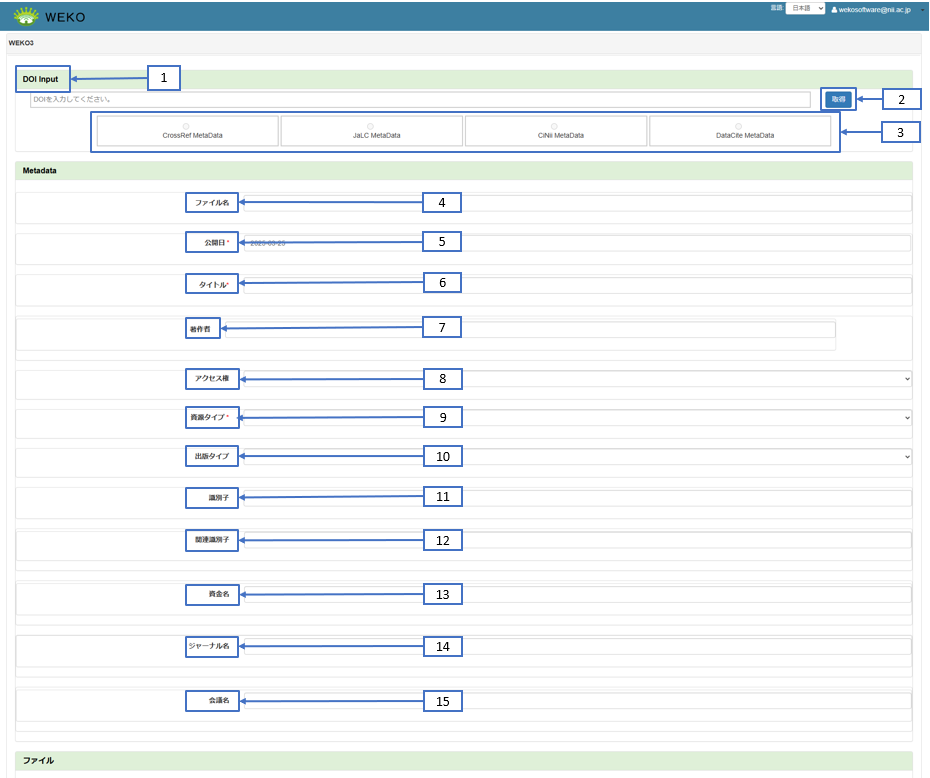 WEKO
言語
日本語
wekosoftware@nii.ac.jp
WEKO3
DOI Input
1
DOIを入力してください。
取得
2
CrossRef MetaData
JaLC MetaData
CiNii MetaData
DataCite MetaData
3
Metadata
ファイル名
4
公開日*
2025-03-25
5
タイトル*
6
著作者
7
アクセス権
8
資源タイプ*
9
出版タイプ
10
識別子
11
関連識別子
12
資金名
13
ジャーナル名
14
会議名
15
ファイル